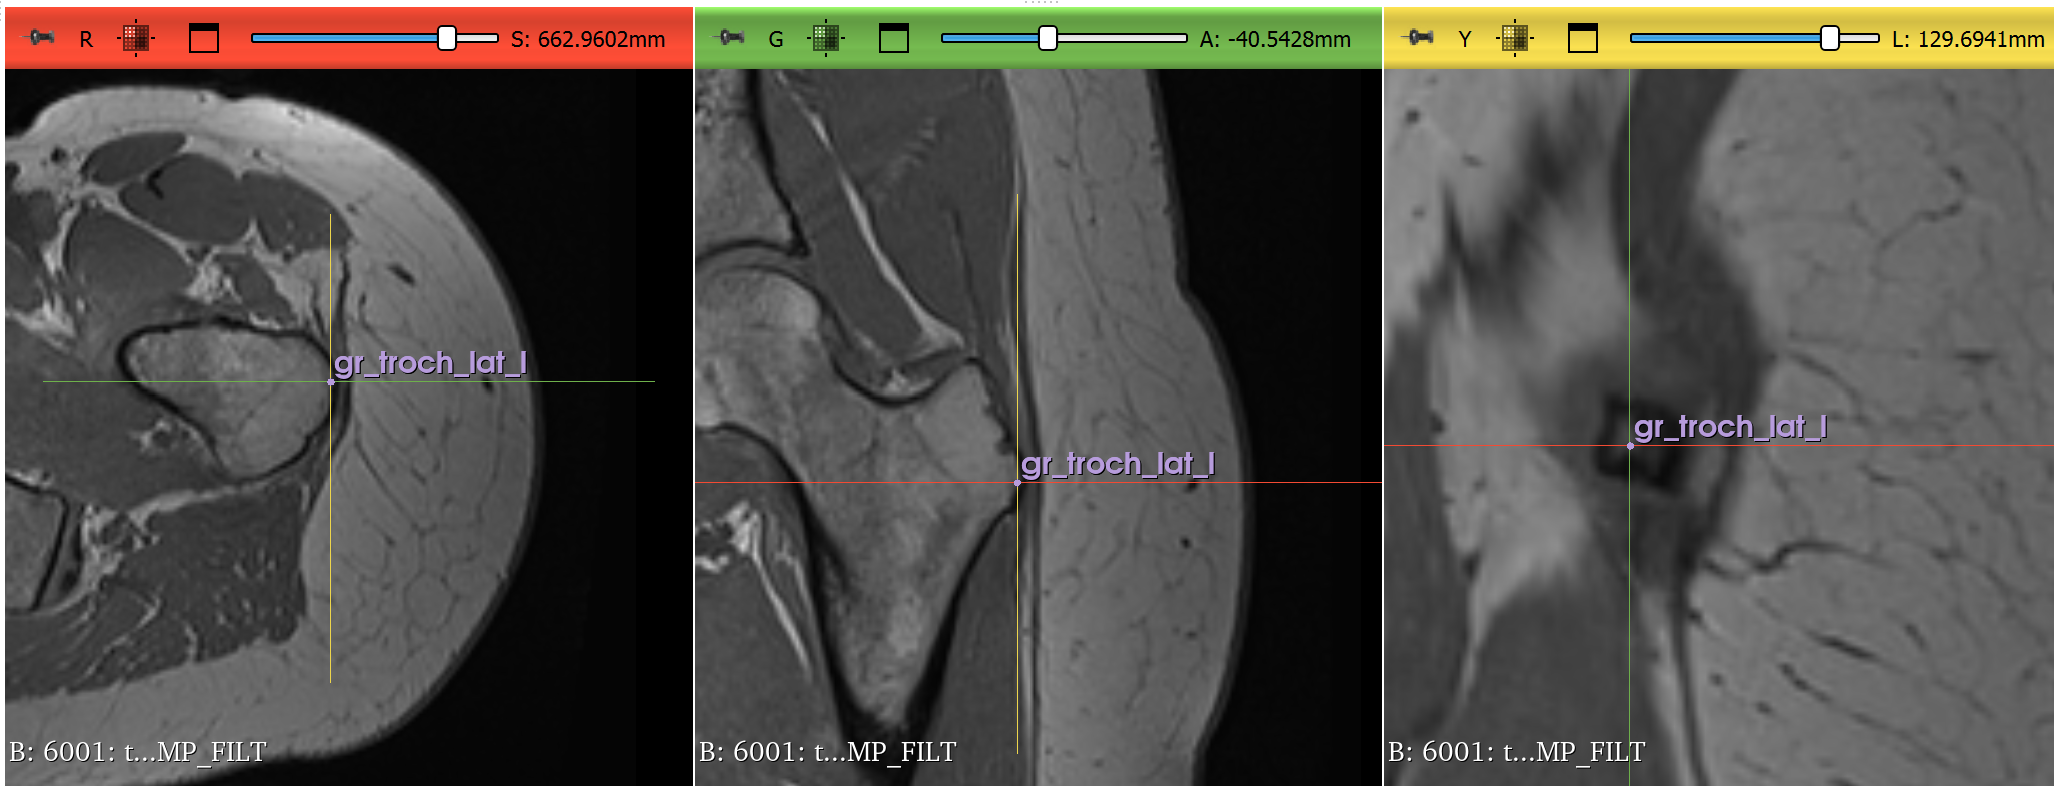 R S: 662.9602mm
G A: -40.5428mm
Y L: 129.6941mm
gr_troch_lat_l
gr_troch_lat_l
gr_troch_lat_l
B: 6001: t...MP_FILT
B: 6001: t...MP_FILT
B: 6001: t...MP_FILT